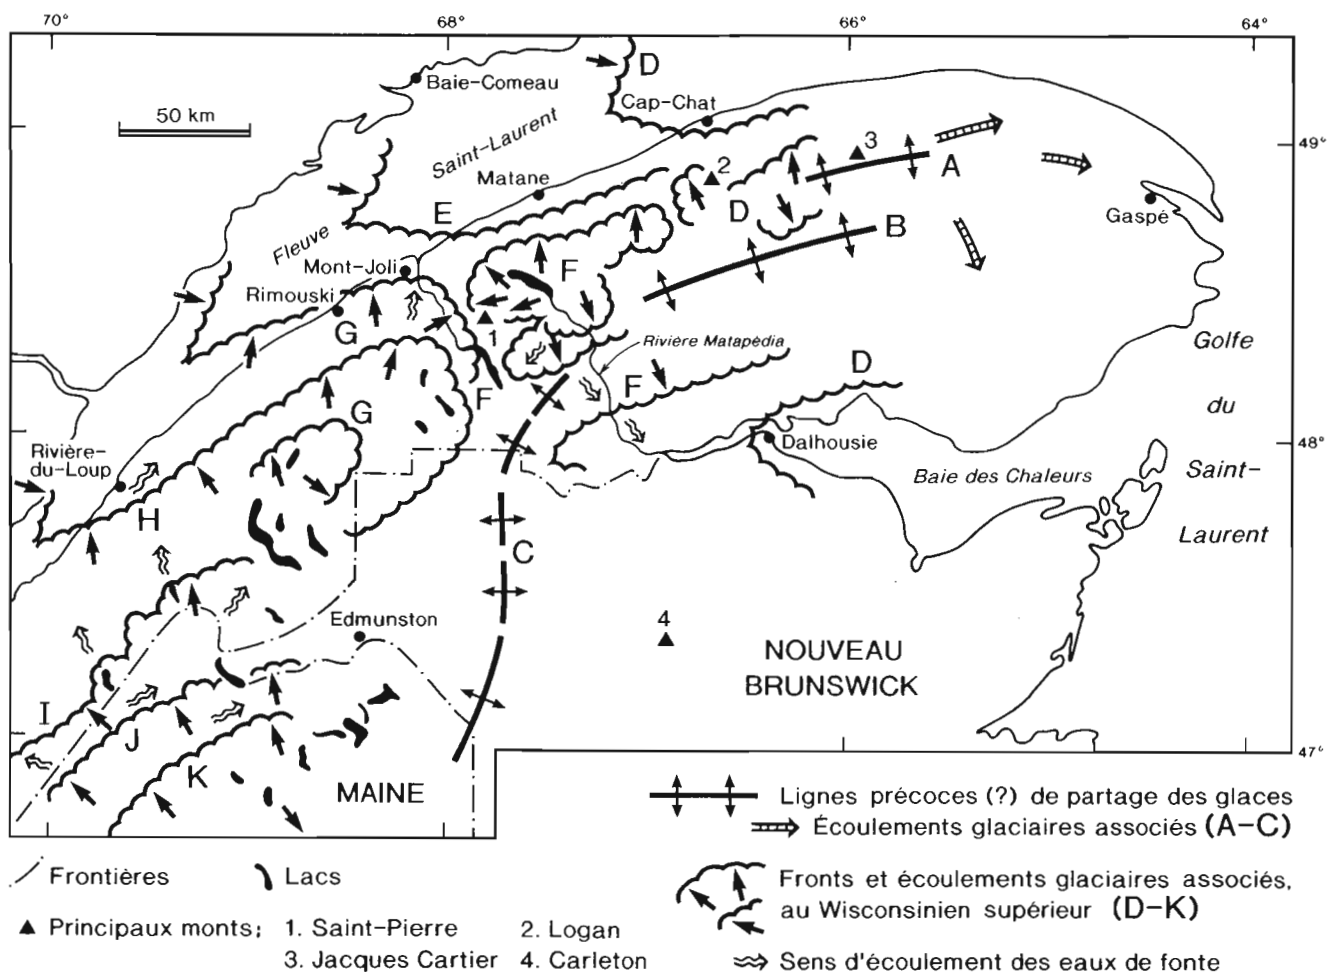 70°
68°
66°
64°
Baie-Comeau
D
Cap-Chat
50 km
Saint-Laurent
49°
3
2
A
Matane
D
Gaspé
E
B
Fleuve
Mont-Joli
F
Rimouski
G
1
Rivière Matapédia
Golfe
du
Saint-
Laurent
D
F
F
G
Dalhousie
48°
Rivière-
du-Loup
Baie des Chaleurs
H
C
Edmunston
4
NOUVEAU
BRUNSWICK
I
J
K
MAINE
47°
Lignes précoces (?) de partage des glaces
Écoulements glaciaires associés (A-C)
Frontières
Lacs
Fronts et écoulements glaciaires associés,
au Wisconsinien supérieur (D-K)
Principaux monts; 1. Saint-Pierre 2. Logan
3. Jacques Cartier 4. Carleton
Sens d'écoulement des eaux de fonte